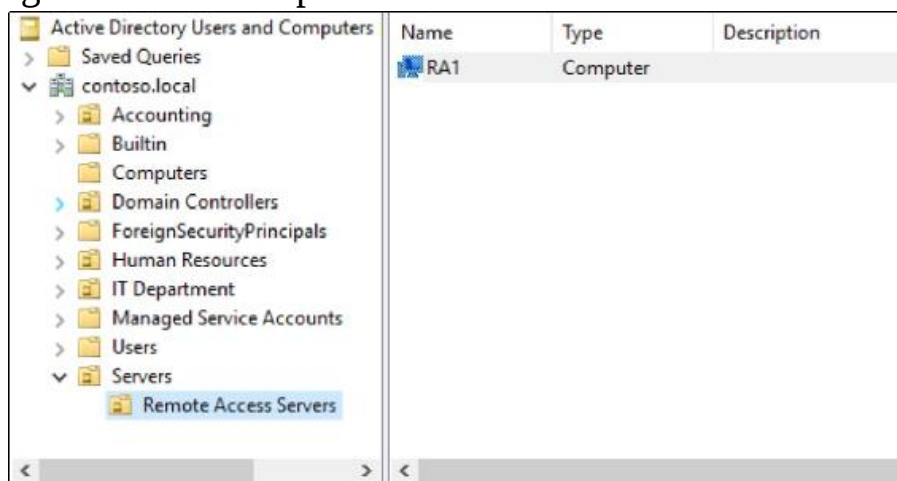 Active Directory Users and Computers
Saved Queries
contoso.local
Accounting
Builtin
Computers
Domain Controllers
ForeignSecurityPrincipals
Human Resources
IT Department
Managed Service Accounts
Users
Servers
Remote Access Servers
Name Type Description
RA1 Computer